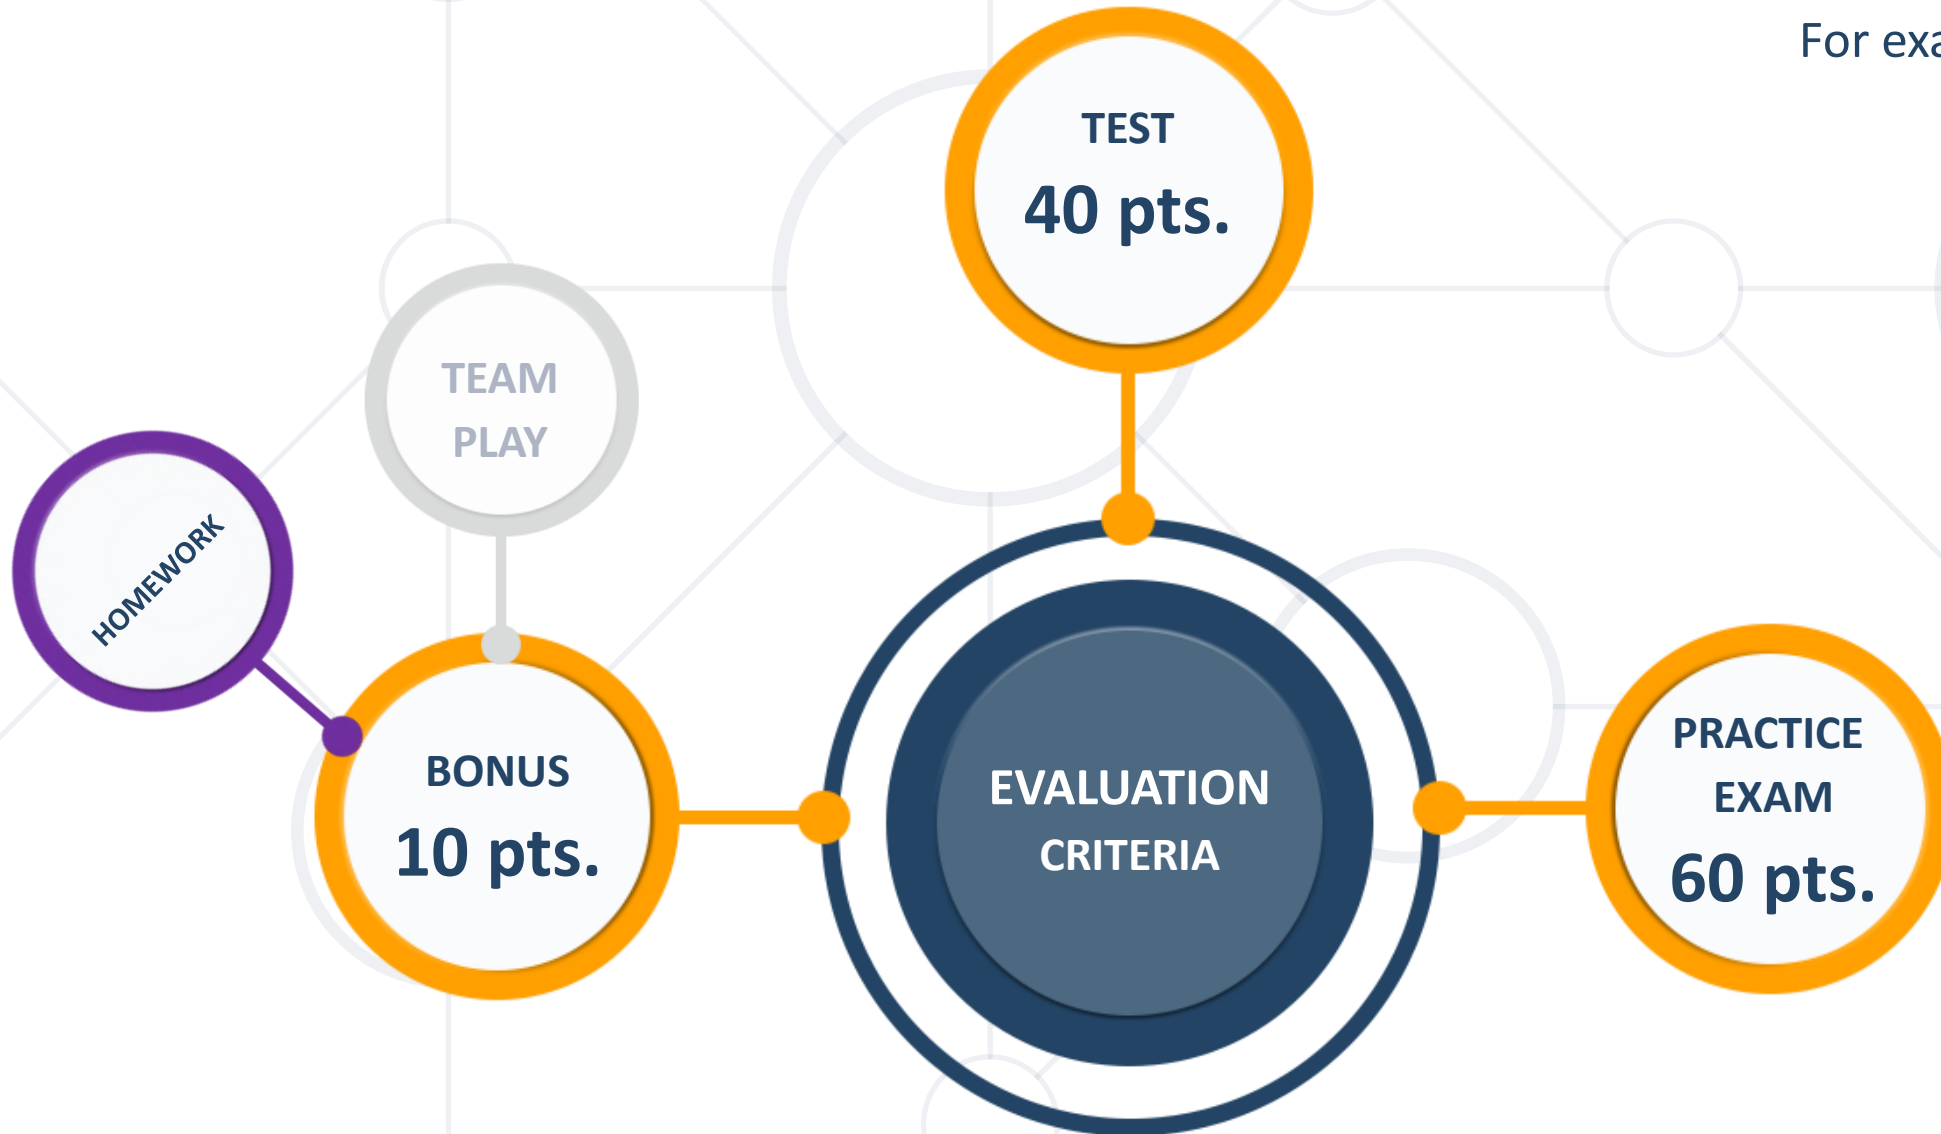 For exa
TEST
40 pts.
TEAM
PLAY
HOMEWORK
BONUS
10 pts.
EVALUATION
CRITERIA
PRACTICE
EXAM
60 pts.